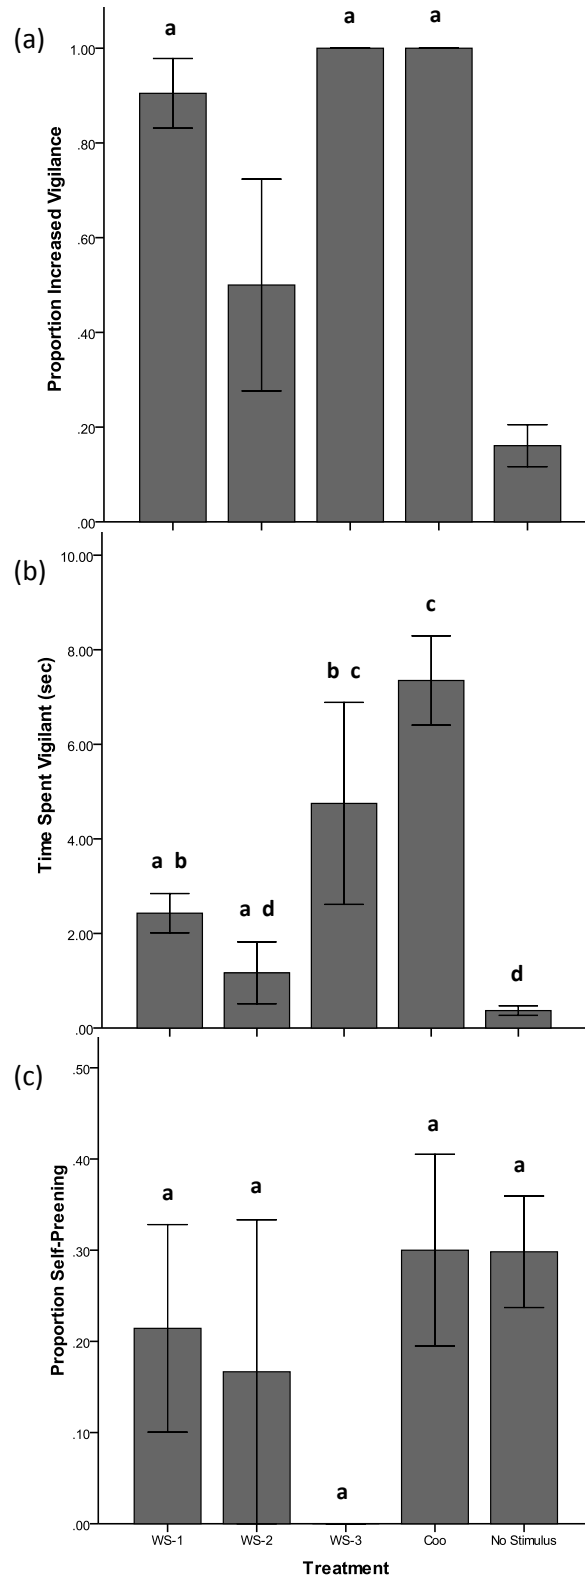 (a)
a a a
1.00
.80
.60
.40
.20
.00
Proportion Increased Vigilance
(b)
10.00
8.00
6.00
4.00
2.00
.00
Time Spent Vigilant (sec)
a b
a d
b c
c
d
(c)
.50
.40
.30
.20
.10
.00
Proportion Self-Preening
a
a
a
a
a
WS-1 WS-2 WS-3 Coo No Stimulus
Treatment